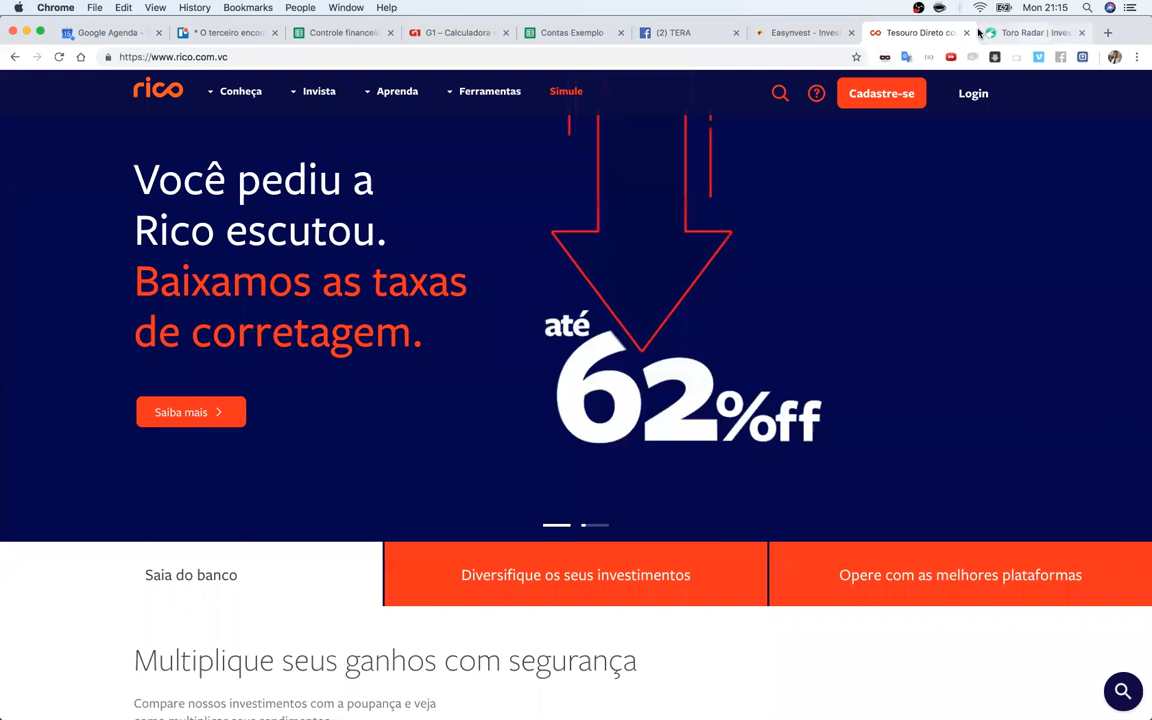 Chrome File Edit View History Bookmarks People Window Help Mon 21:15
Google Agenda - * O terceiro encon Controle financei G1 – Calculadora Contas Exemplo (2) TERA Easynvest - Invesi Tesouro Direto co Toro Radar | Inves
https://www.rico.com.vc
rico Conheça Invista Aprenda Ferramentas Simule Cadastre-se Login
Você pediu a
Rico escutou.
Baixamos as taxas
de corretagem.
até
62%off
Saiba mais
Saia do banco Diversifique os seus investimentos Opere com as melhores plataformas
Multiplique seus ganhos com segurança
Compare nossos investimentos com a poupança e veja